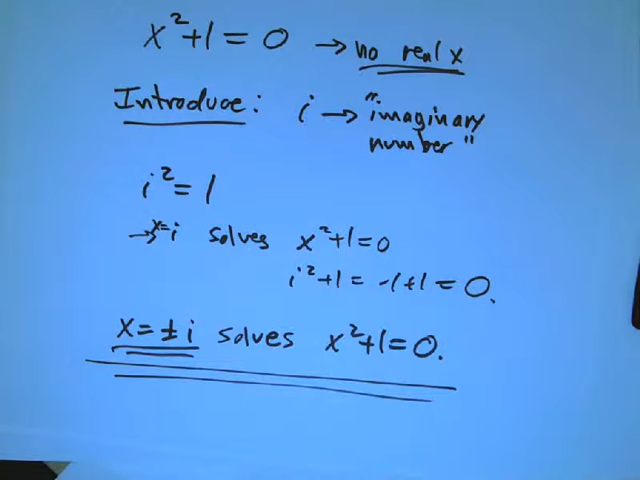 x²+1 = 0 → no real x
Introduce: i → "imaginary
number"
i² = 1
→ x=i solves x²+1=0
i²+1 = -1+1 = 0.
x = ± i solves x²+1=0.